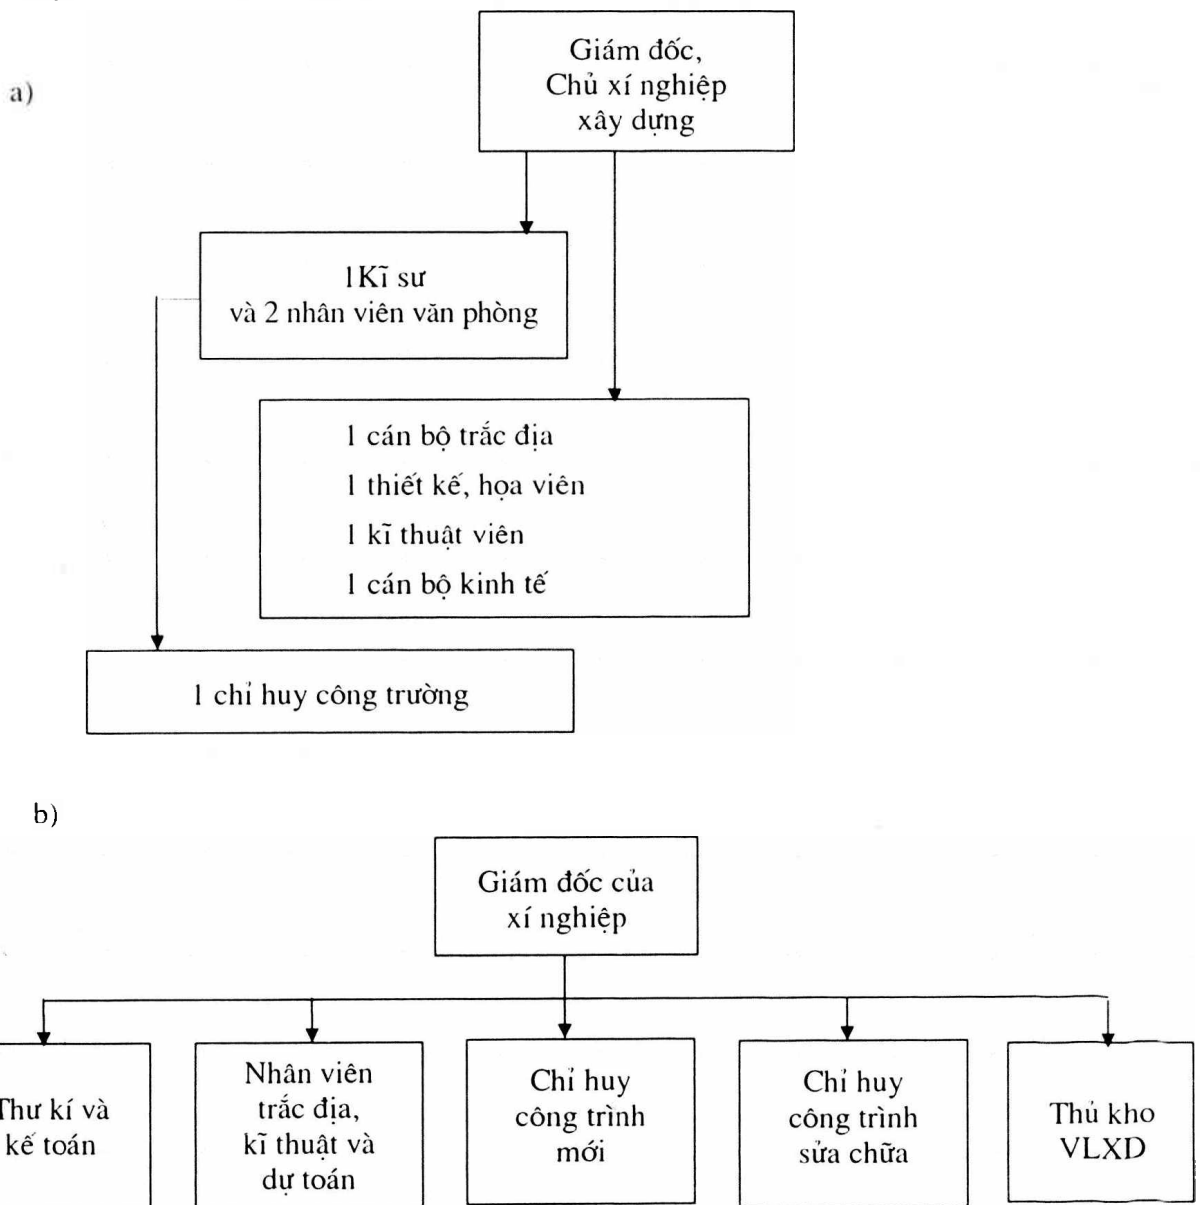 a)
Giám đốc,
Chủ xí nghiệp
xây dựng
1Kĩ sư
và 2 nhân viên văn phòng
1 cán bộ trắc địa
1 thiết kế, họa viên
1 kĩ thuật viên
1 cán bộ kinh tế
1 chỉ huy công trường
b)
Giám đốc của
xí nghiệp
Thư kí và
kế toán
Nhân viên
trắc địa,
kĩ thuật và
dự toán
Chỉ huy
công trình
mới
Chỉ huy
công trình
sửa chữa
Thủ kho
VLXD